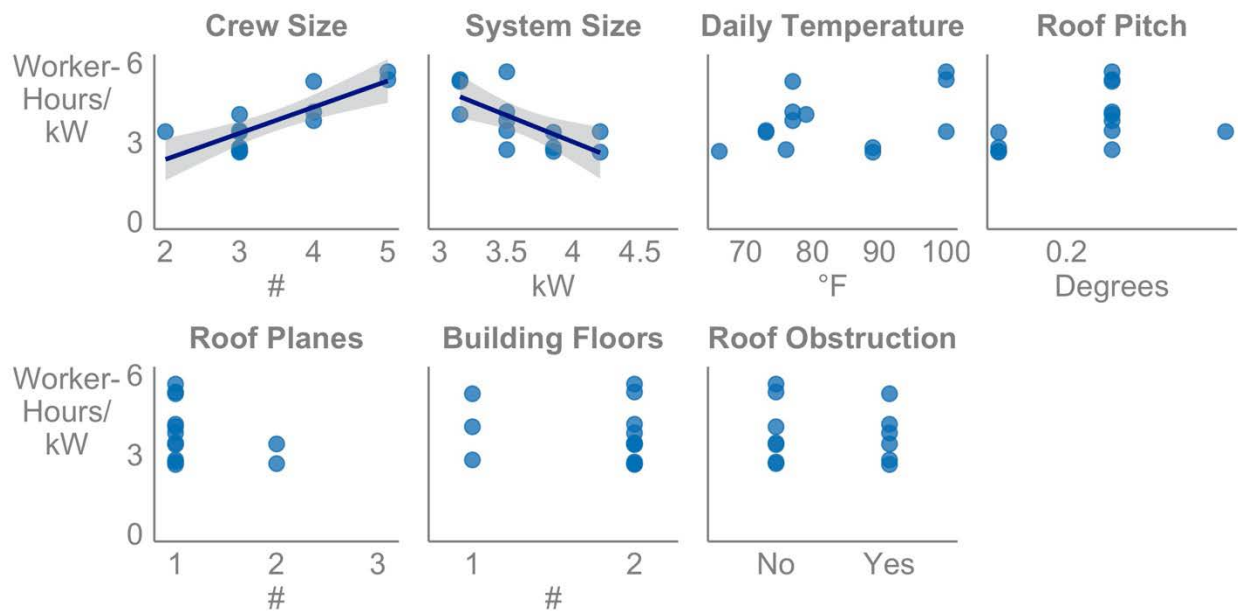 Crew Size System Size Daily Temperature Roof Pitch
Worker-
Hours/
kW
6
3
0
2 3 4 5 3 3.5 4 4.5 70 80 90 100 0.2
# kW °F Degrees
Roof Planes Building Floors Roof Obstruction
Worker-
Hours/
kW
6
3
0
1 2 3 1 2 No Yes
# #